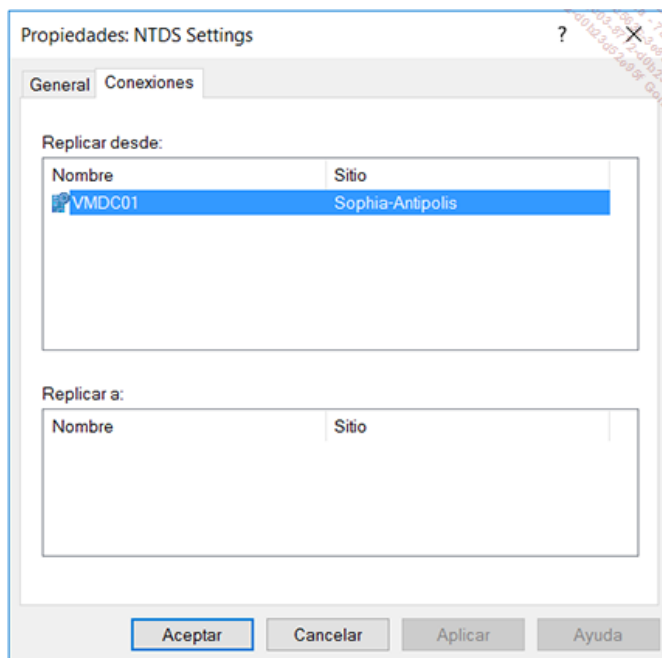 Propiedades: NTDS Settings ?
General Conexiones
Replicar desde:
Nombre Sitio
VMDC01 Sophia-Antipolis
Replicar a:
Nombre Sitio
Aceptar Cancelar Aplicar Ayuda